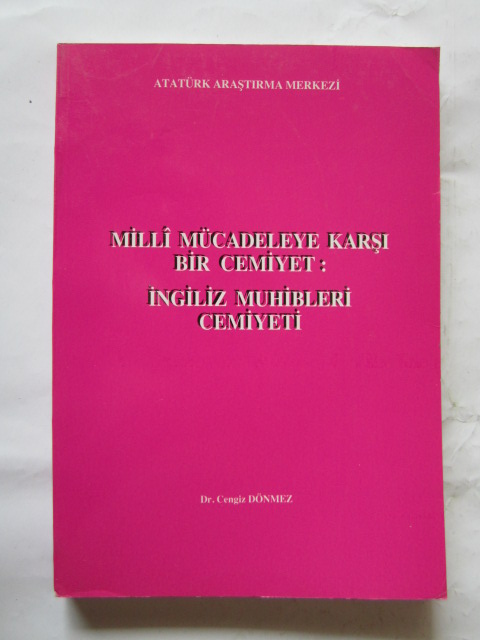 ATATÜRK ARAŞTIRMA MERKEZİ
MİLLÎ MÜCADELEYE KARŞI
BİR CEMİYET :
İNGİLİZ MUHİBLERİ
CEMİYETİ
Dr. Cengiz DÖNMEZ